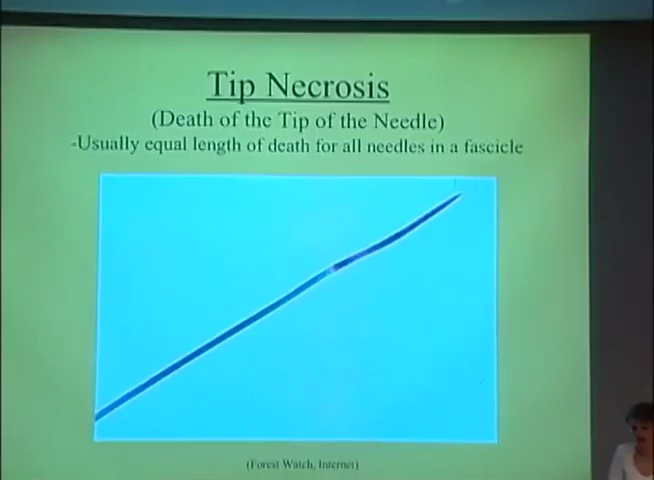 Tip Necrosis
(Death of the Tip of the Needle)
-Usually equal length of death for all needles in a fascicle
(Forest Watch, Internet)